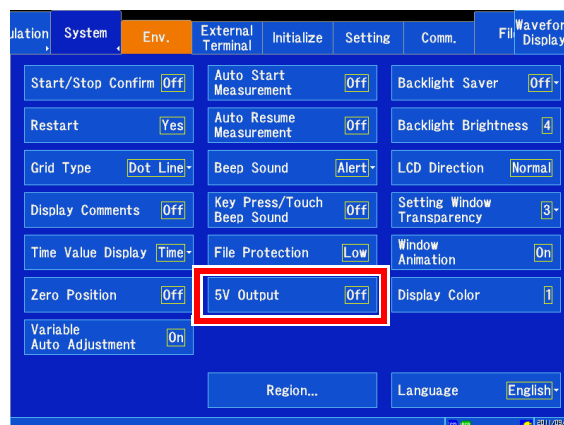 ulation System Env. External Terminal Initialize Setting Comm. Fil Wavefor Display
Start/Stop Confirm Off
Auto Start Measurement Off
Backlight Saver Off
Restart Yes
Auto Resume Measurement Off
Backlight Brightness 4
Grid Type Dot Line
Beep Sound Alert
LCD Direction Normal
Display Comments Off
Key Press/Touch Beep Sound Off
Setting Window Transparency 3
Time Value Display Time
File Protection Low
Window Animation On
Zero Position Off
5V Output Off
Display Color 1
Variable Auto Adjustment On
Region...
Language English